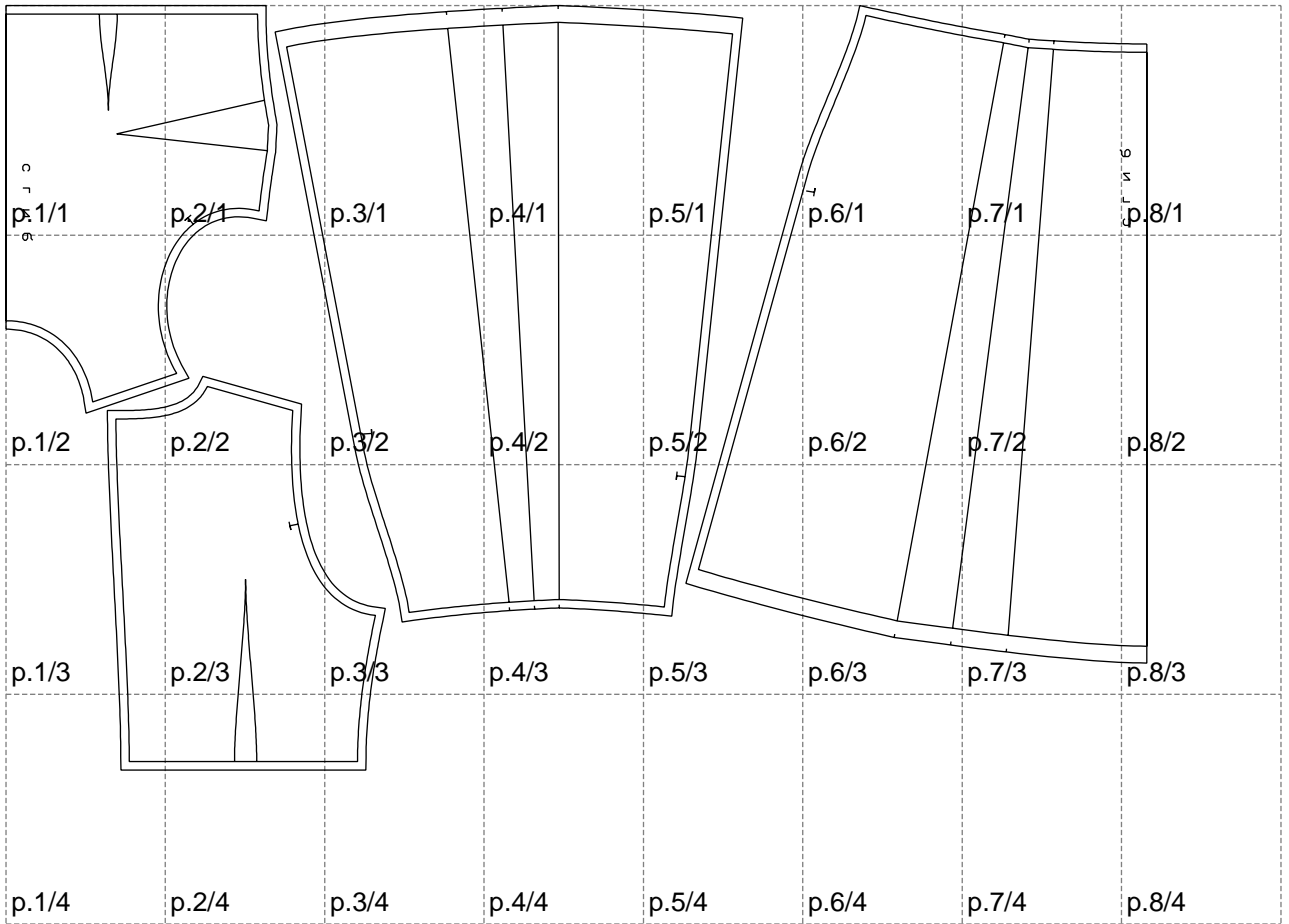 с г и б
с г и б
p.1/1 p.2/1 p.3/1 p.4/1 p.5/1 p.6/1 p.7/1 p.8/1
p.1/2 p.2/2 p.3/2 p.4/2 p.5/2 p.6/2 p.7/2 p.8/2
p.1/3 p.2/3 p.3/3 p.4/3 p.5/3 p.6/3 p.7/3 p.8/3
p.1/4 p.2/4 p.3/4 p.4/4 p.5/4 p.6/4 p.7/4 p.8/4